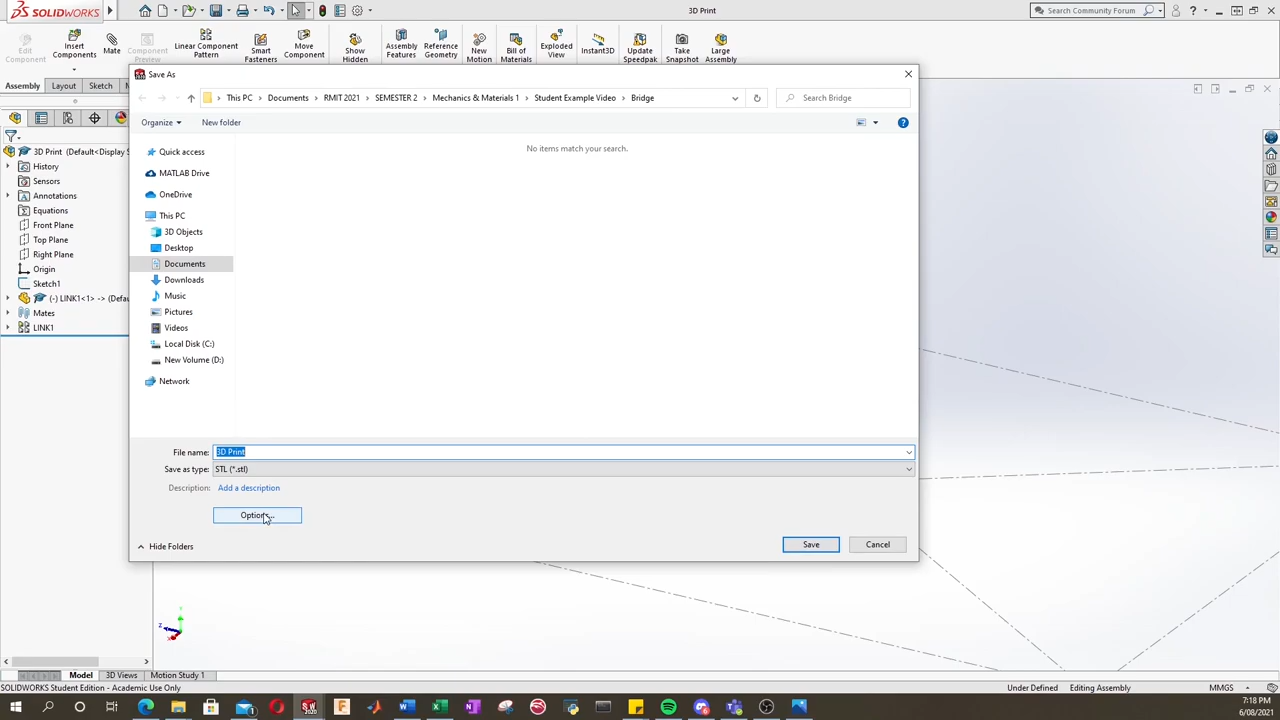 SOLIDWORKS
3D Print
Search Community Forum
Edit Component
Insert Components
Mate
Component Preview
Linear Component Pattern
Smart Fasteners
Move Component
Show Hidden
Assembly Features
Reference Geometry
New Motion
Bill of Materials
Exploded View
Instant3D
Update Speedpak
Take Snapshot
Large Assembly
Assembly
Layout
Sketch
Save As
This PC > Documents > RMIT 2021 > SEMESTER 2 > Mechanics & Materials 1 > Student Example Video > Bridge
Search Bridge
Organize
New folder
3D Print (Default<Display S
History
Sensors
Annotations
Equations
Front Plane
Top Plane
Right Plane
Origin
Sketch1
(-) LINK1<1> -> (Defau
Mates
LINK1
Quick access
MATLAB Drive
OneDrive
This PC
3D Objects
Desktop
Documents
Downloads
Music
Pictures
Videos
Local Disk (C:)
New Volume (D:)
Network
No items match your search.
File name: 3D Print
Save as type: STL (*.stl)
Description: Add a description
Options...
Hide Folders
Save
Cancel
Model
3D Views
Motion Study 1
SOLIDWORKS Student Edition - Academic Use Only
Under Defined
Editing Assembly
MMGS
7:18 PM
6/08/2021